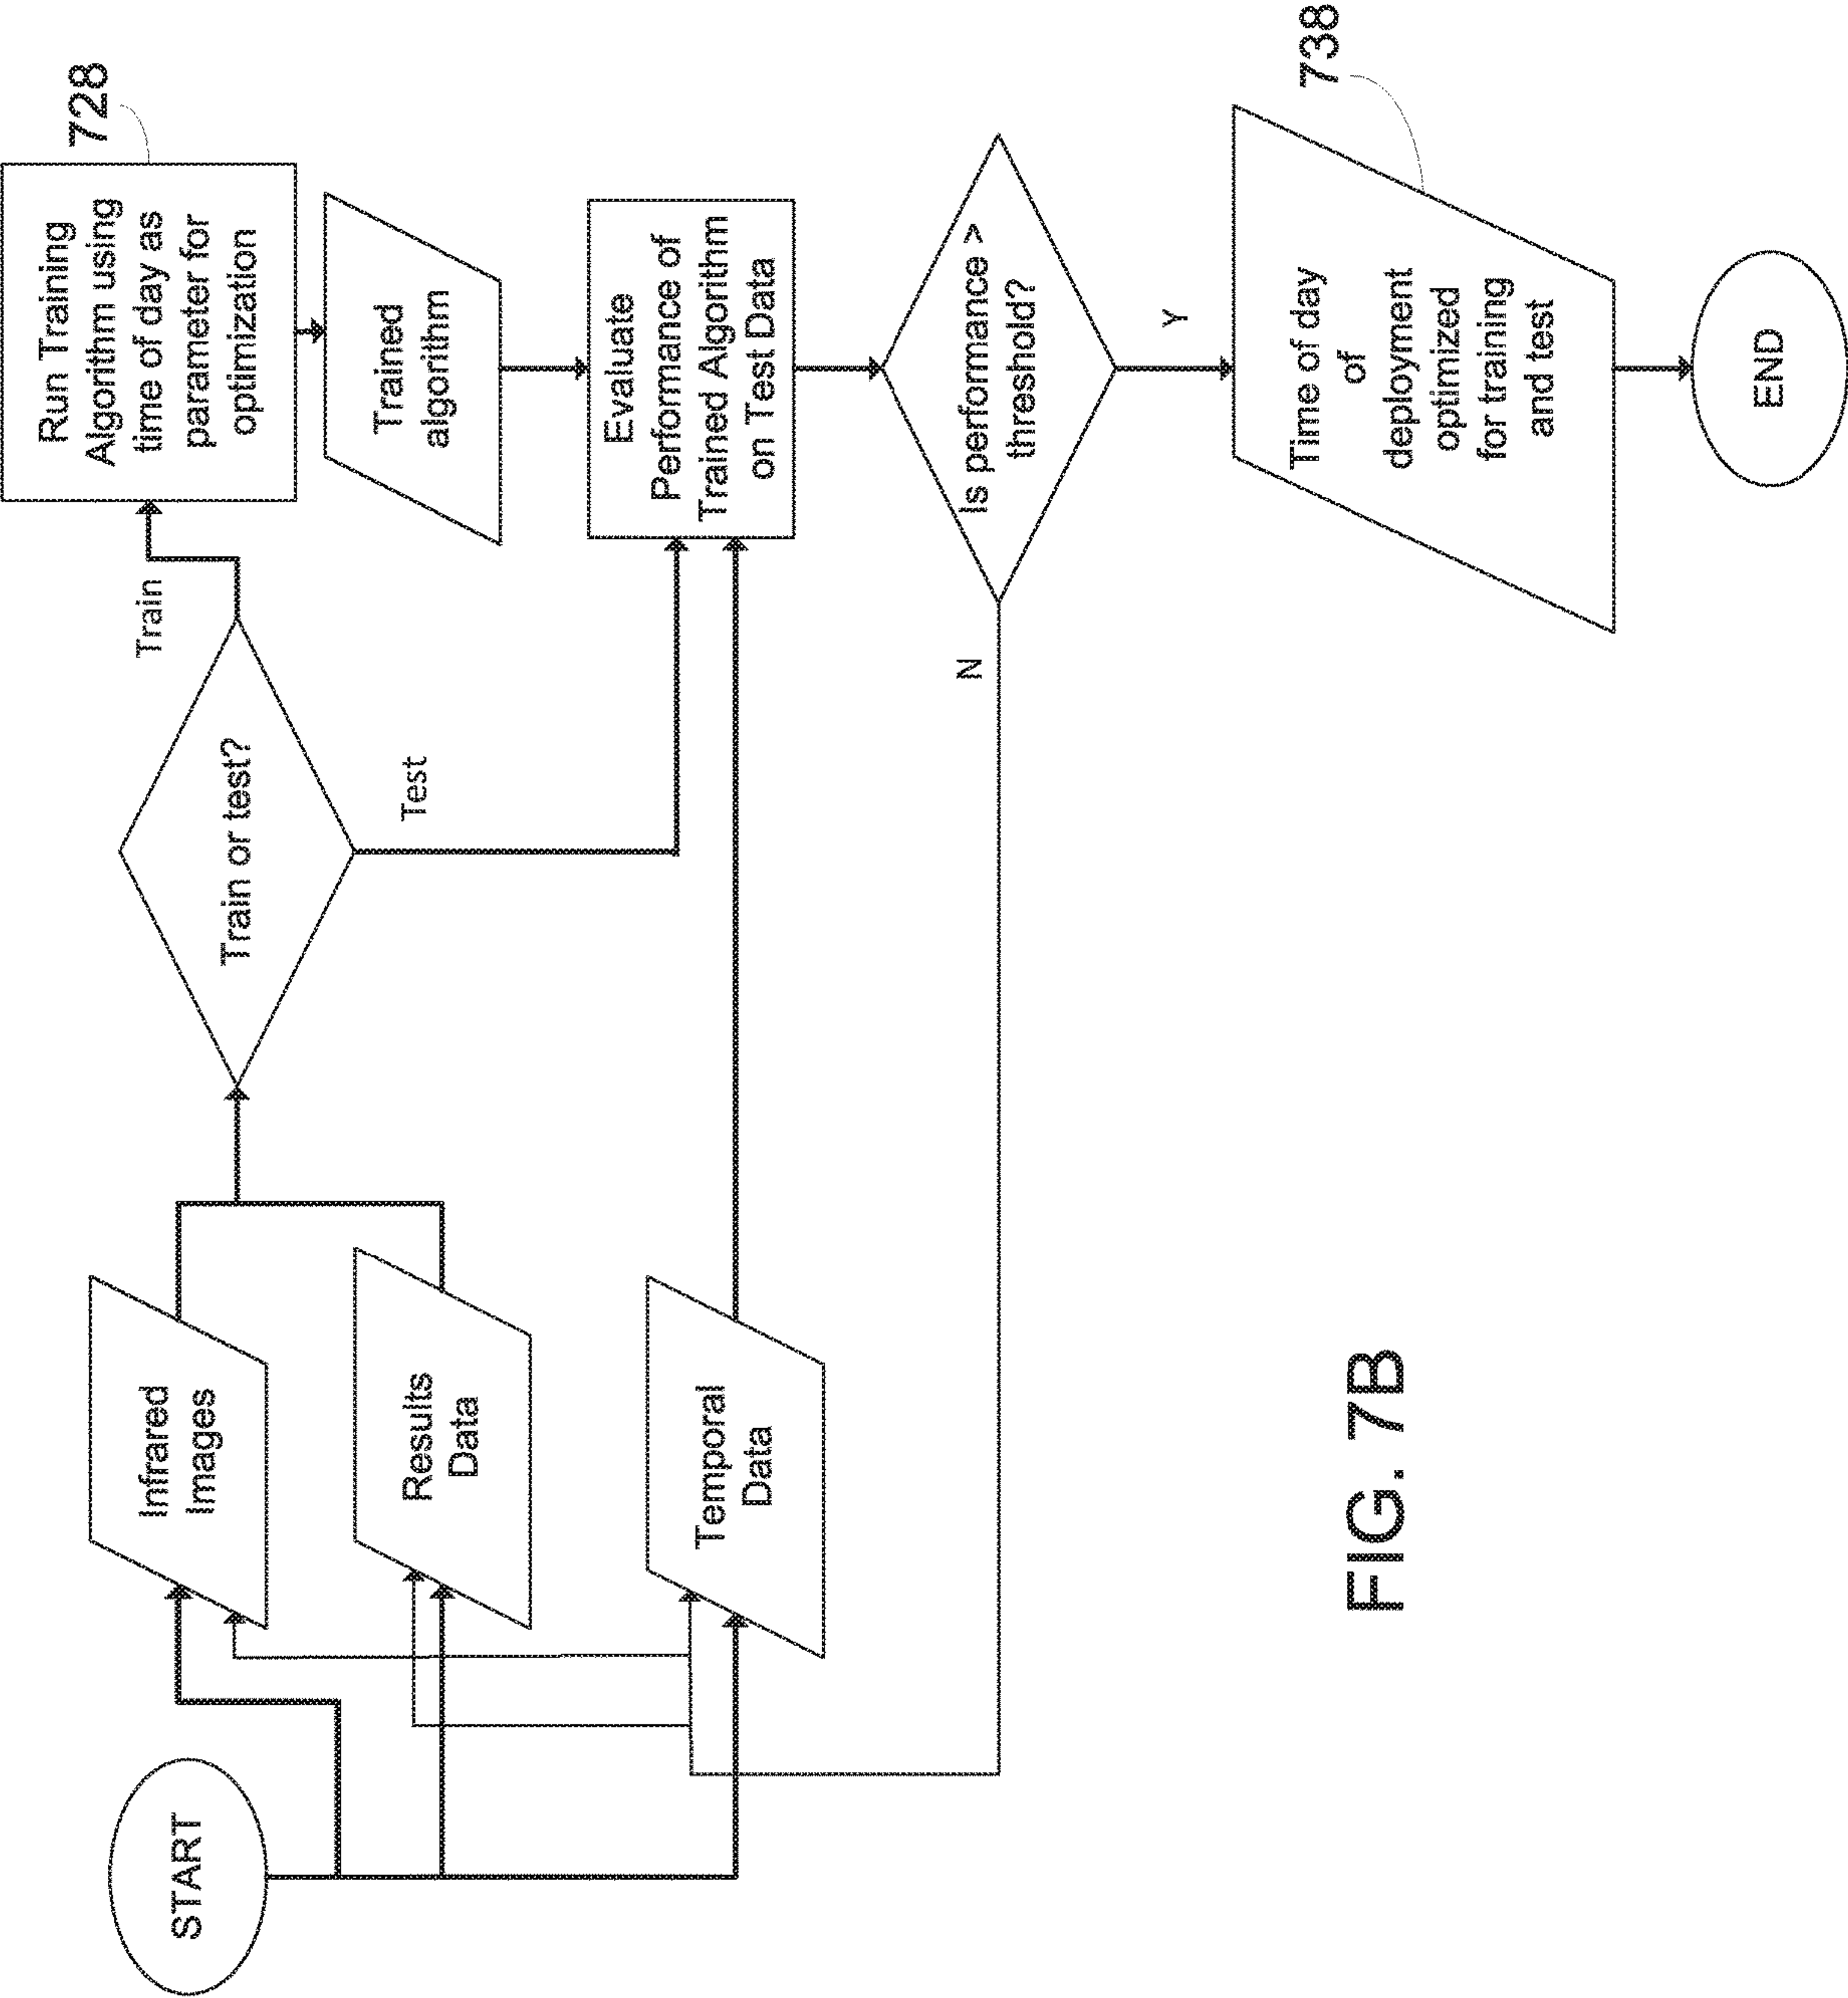 START
Infrared
Images
Results
Data
Temporal
Data
Train or test?
Train
Test
728
Run Training
Algorithm using
time of day as
parameter for
optimization
Trained
algorithm
Evaluate
Performance of
Trained Algorithm
on Test Data
Is performance >
threshold?
N
Y
738
Time of day
of
deployment
optimized
for training
and test
END
FIG. 7B